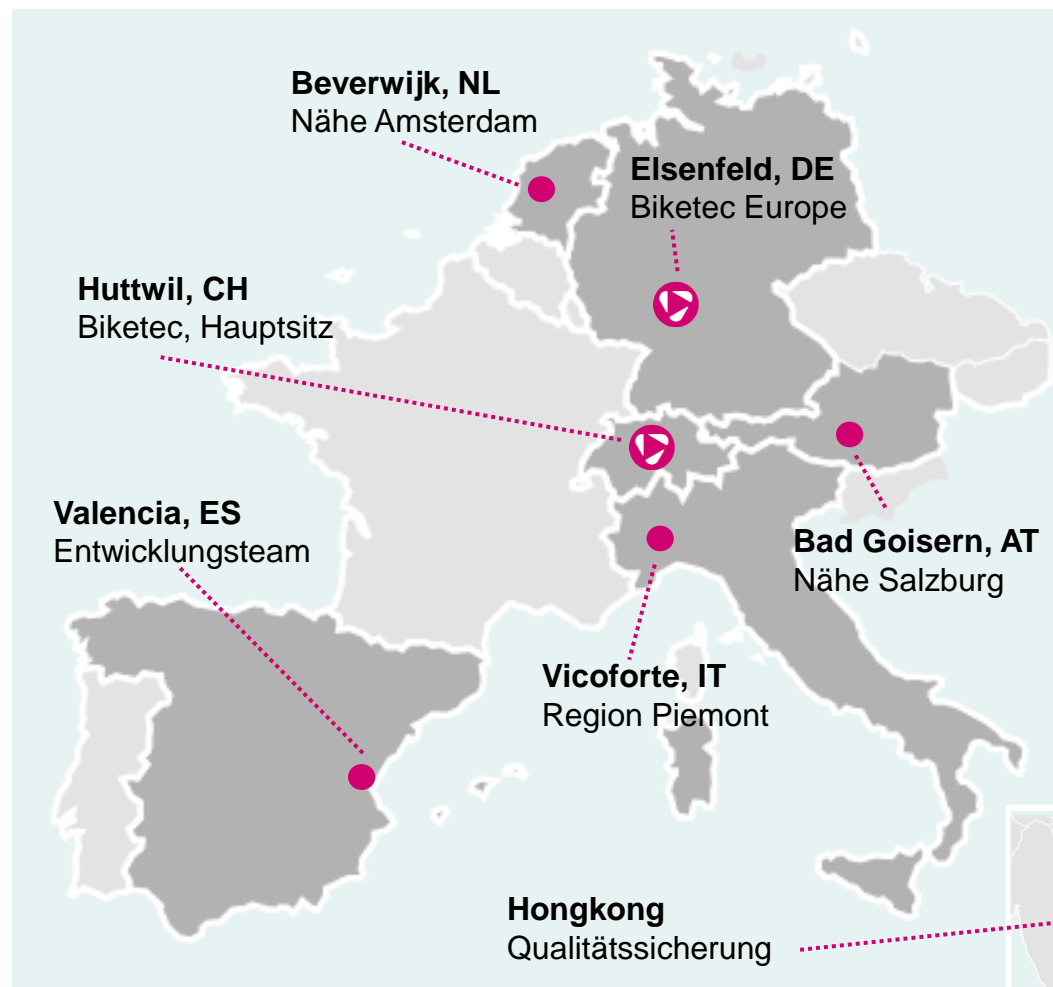 Beverwijk, NL
Nähe Amsterdam
Elsenfeld, DE
Biketec Europe
Huttwil, CH
Biketec, Hauptsitz
Valencia, ES
Entwicklungsteam
Bad Goisern, AT
Nähe Salzburg
Vicoforte, IT
Region Piemont
Hongkong
Qualitätssicherung